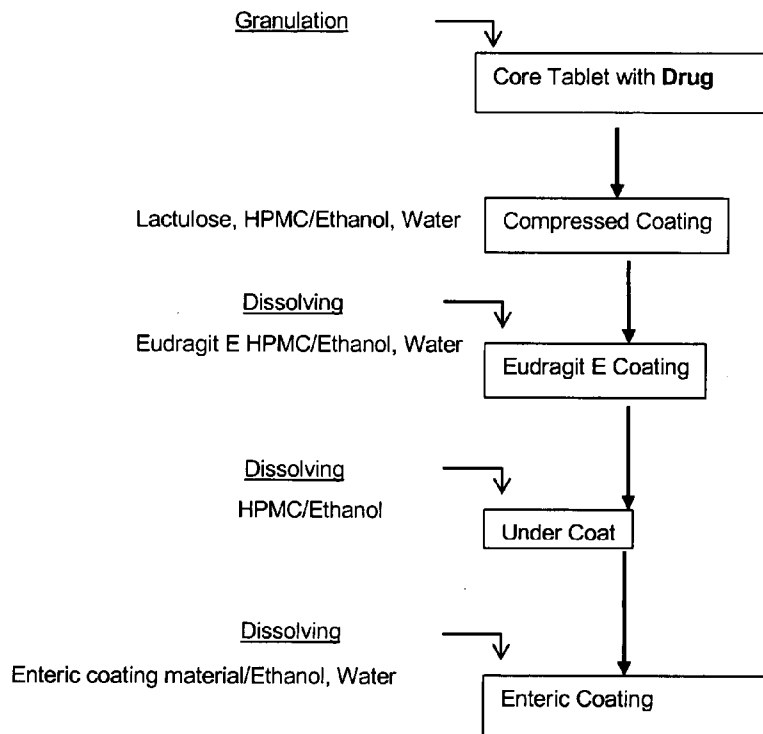 Granulation
Core Tablet with Drug
Lactulose, HPMC/Ethanol, Water
Compressed Coating
Dissolving
Eudragit E HPMC/Ethanol, Water
Eudragit E Coating
Dissolving
HPMC/Ethanol
Under Coat
Dissolving
Enteric coating material/Ethanol, Water
Enteric Coating